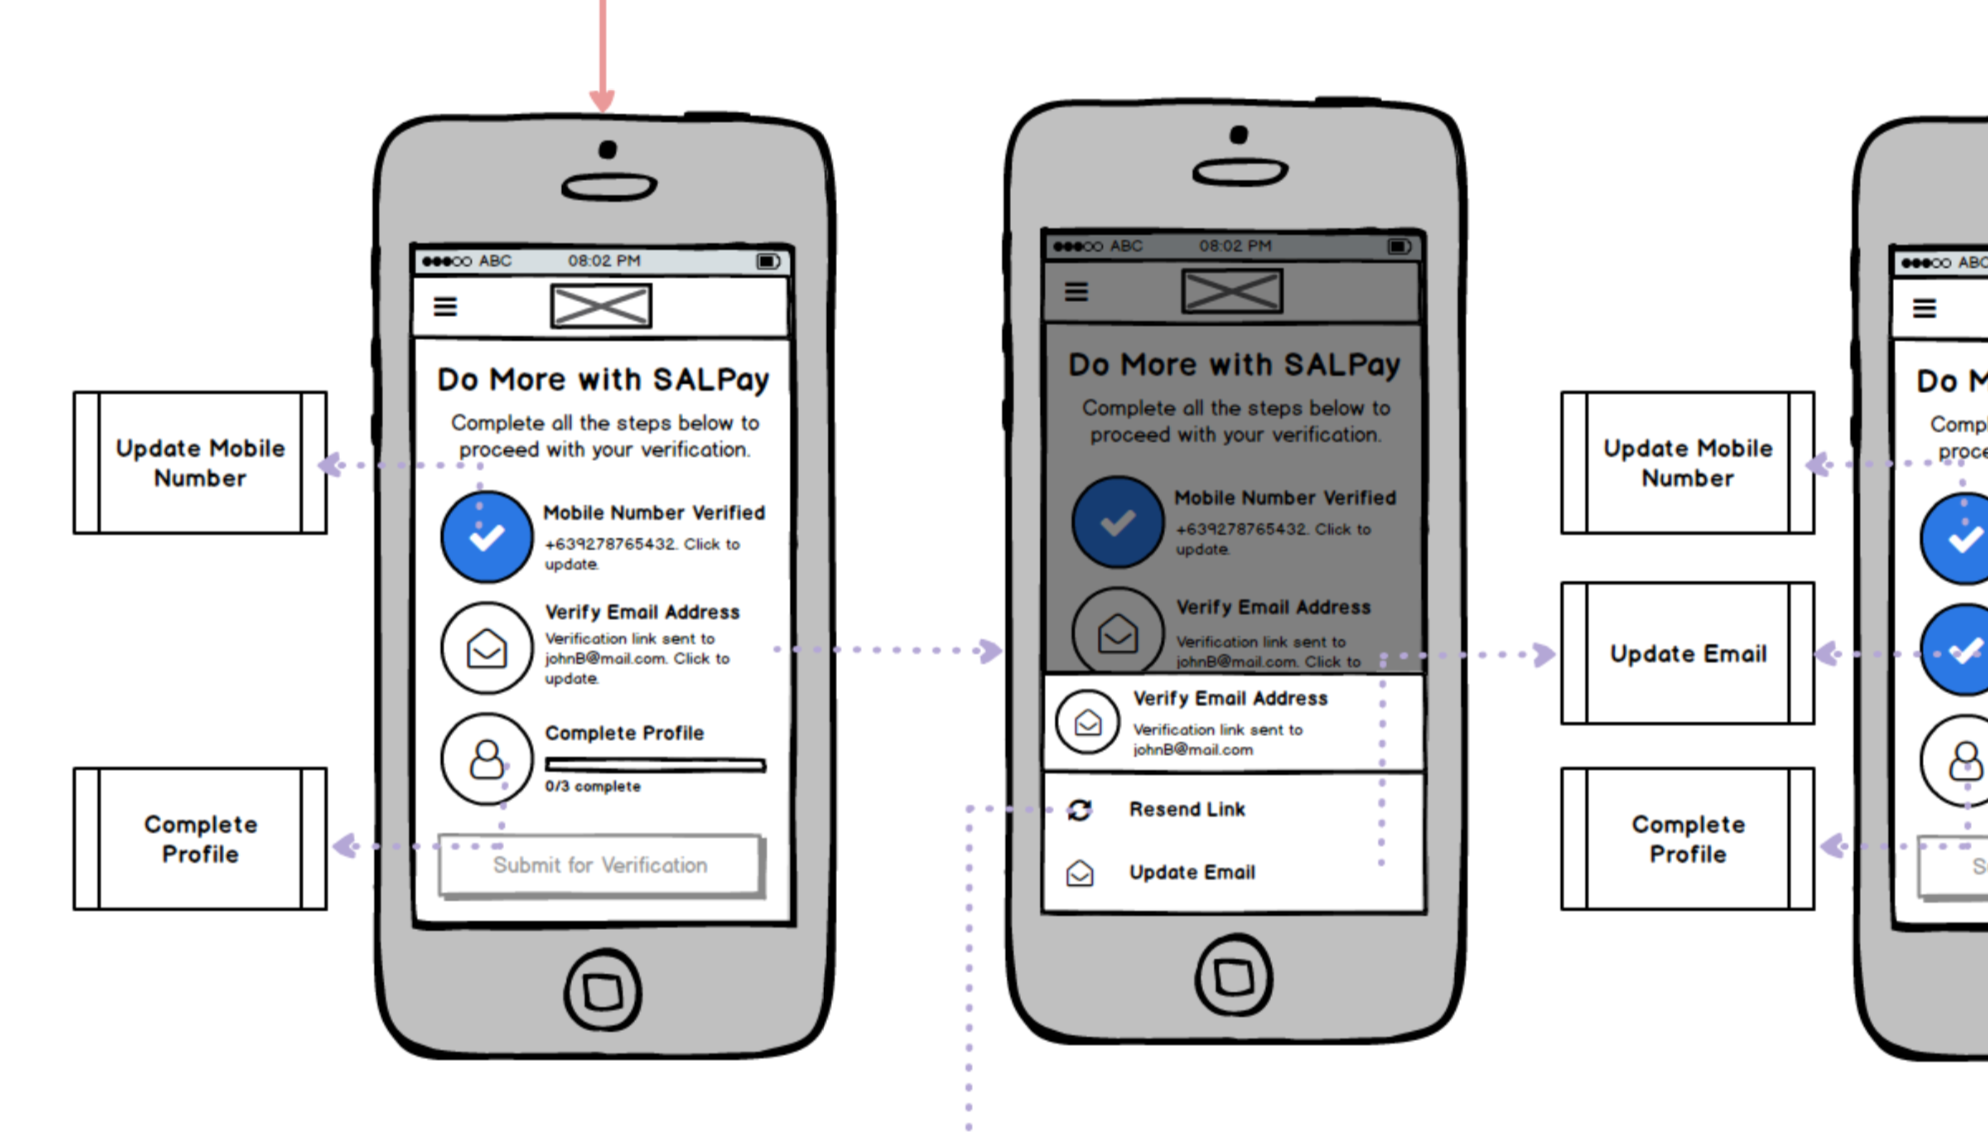 Update Mobile
Number
Complete
Profile
ABC 08:02 PM
Do More with SALPay
Complete all the steps below to
proceed with your verification.
Mobile Number Verified
+639278765432. Click to
update.
Verify Email Address
Verification link sent to
johnB@mail.com. Click to
update.
Complete Profile
0/3 complete
Submit for Verification
ABC 08:02 PM
Do More with SALPay
Complete all the steps below to
proceed with your verification.
Mobile Number Verified
+639278765432. Click to
update.
Verify Email Address
Verification link sent to
johnB@mail.com. Click to
Verify Email Address
Verification link sent to
johnB@mail.com
Resend Link
Update Email
Update Mobile
Number
Update Email
Complete
Profile
ABC
Do